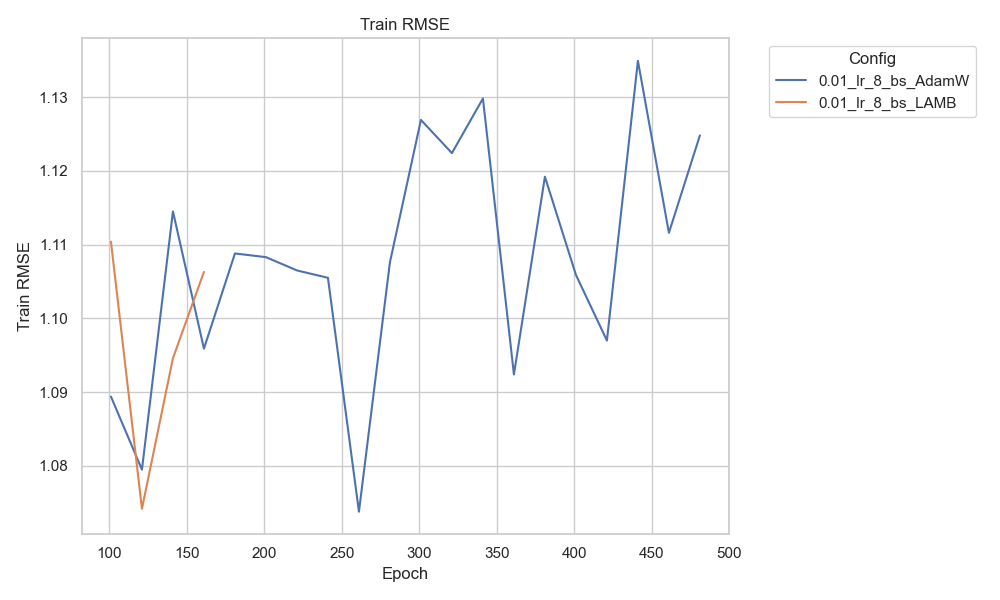 Train RMSE
Config
0.01_lr_8_bs_AdamW
0.01_lr_8_bs_LAMB
Train RMSE
1.13
1.12
1.11
1.10
1.09
1.08
100 150 200 250 300 350 400 450 500
Epoch